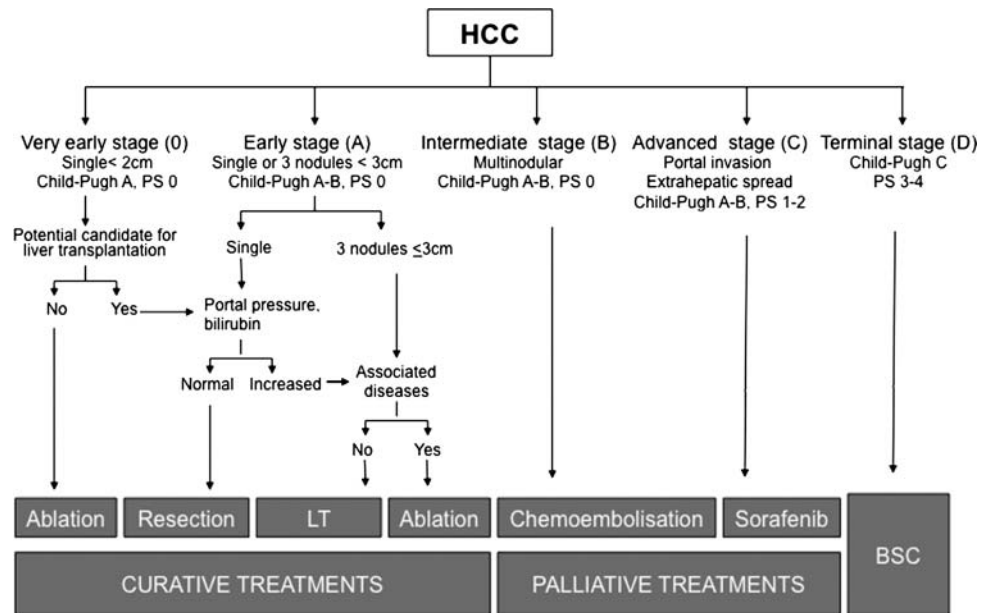 HCC
Very early stage (0)
Single< 2cm
Child-Pugh A, PS 0
Early stage (A)
Single or 3 nodules < 3cm
Child-Pugh A-B, PS 0
Intermediate stage (B)
Multinodular
Child-Pugh A-B, PS 0
Advanced stage (C)
Portal invasion
Extrahepatic spread
Child-Pugh A-B, PS 1-2
Terminal stage (D)
Child-Pugh C
PS 3-4
Potential candidate for
liver transplantation
No
Yes
Single
3 nodules ≤3cm
Portal pressure,
bilirubin
Normal
Increased
Associated
diseases
No
Yes
Ablation
Resection
LT
Ablation
Chemoembolisation
Sorafenib
BSC
CURATIVE TREATMENTS
PALLIATIVE TREATMENTS